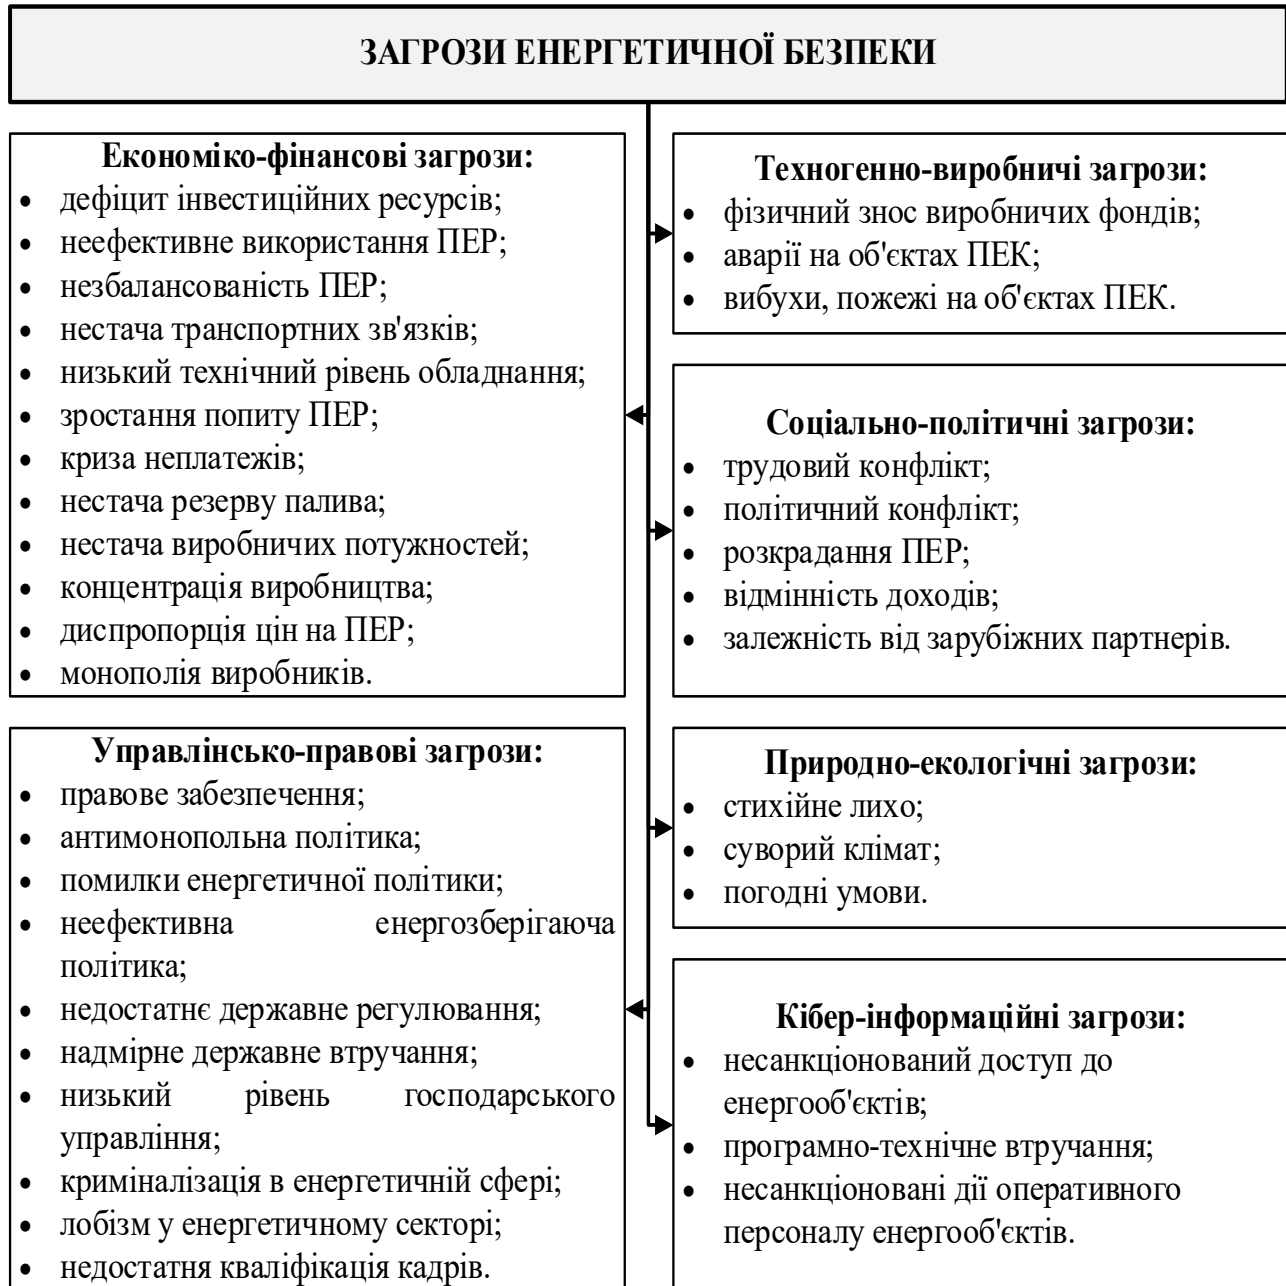 ЗАГРОЗИ ЕНЕРГЕТИЧНОЇ БЕЗПЕКИ
Економіко-фінансові загрози:
• дефіцит інвестиційних ресурсів;
• неефективне використання ПЕР;
• незбалансованість ПЕР;
• нестача транспортних зв'язків;
• низький технічний рівень обладнання;
• зростання попиту ПЕР;
• криза неплатежів;
• нестача резерву палива;
• нестача виробничих потужностей;
• концентрація виробництва;
• диспропорція цін на ПЕР;
• монополія виробників.
Управлінсько-правові загрози:
• правове забезпечення;
• антимонопольна політика;
• помилки енергетичної політики;
• неефективна енергозберігаюча
політика;
• недостатнє державне регулювання;
• надмірне державне втручання;
• низький рівень господарського
управління;
• криміналізація в енергетичній сфері;
• лобізм у енергетичному секторі;
• недостатня кваліфікація кадрів.
Техногенно-виробничі загрози:
• фізичний знос виробничих фондів;
• аварії на об'єктах ПЕК;
• вибухи, пожежі на об'єктах ПЕК.
Соціально-політичні загрози:
• трудовий конфлікт;
• політичний конфлікт;
• розкрадання ПЕР;
• відмінність доходів;
• залежність від зарубіжних партнерів.
Природно-екологічні загрози:
• стихійне лихо;
• суворий клімат;
• погодні умови.
Кібер-інформаційні загрози:
• несанкціонований доступ до
енергооб'єктів;
• програмно-технічне втручання;
• несанкціоновані дії оперативного
персоналу енергооб'єктів.